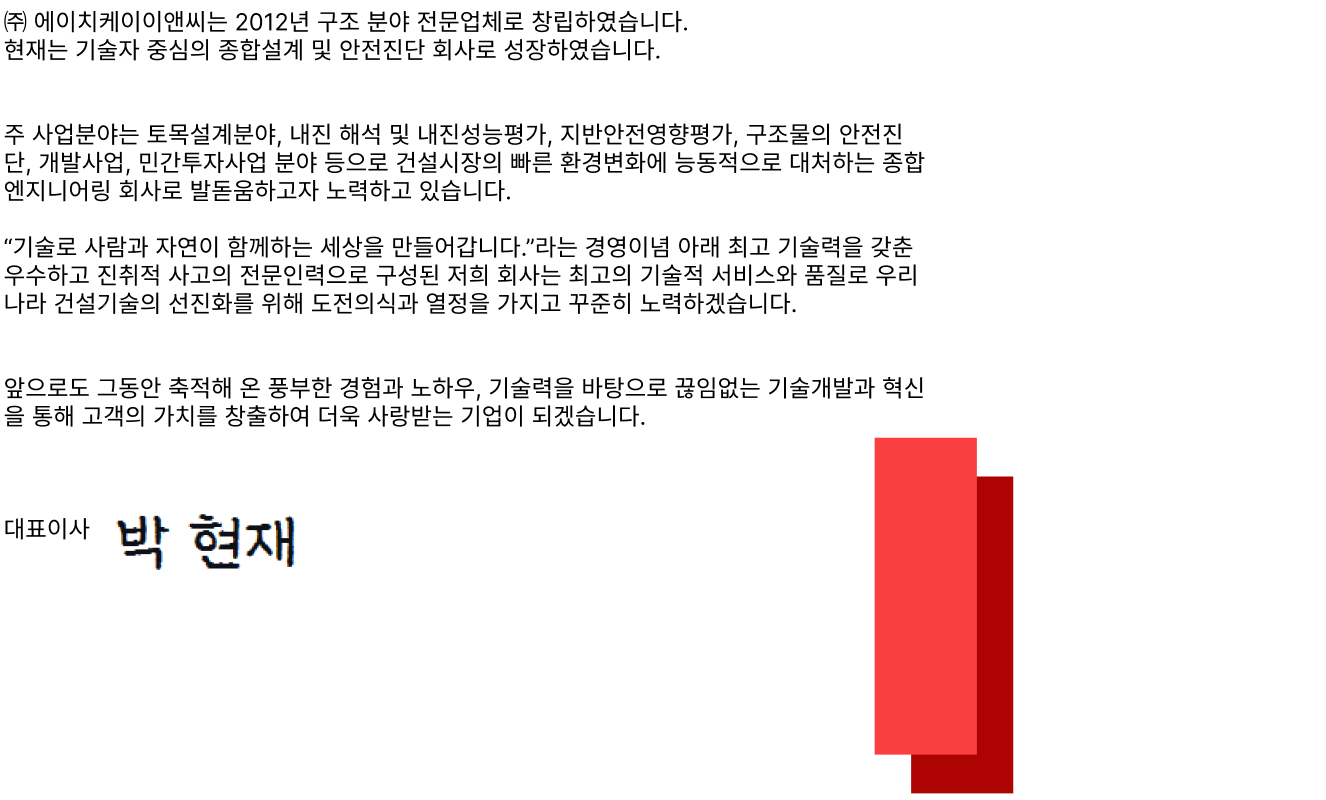 ㈜ 에이치케이이앤씨는 2012년 구조 분야 전문업체로 창립하였습니다.
현재는 기술자 중심의 종합설계 및 안전진단 회사로 성장하였습니다.
주 사업분야는 토목설계분야, 내진 해석 및 내진성능평가, 지반안전영향평가, 구조물의 안전진
단, 개발사업, 민간투자사업 분야 등으로 건설시장의 빠른 환경변화에 능동적으로 대처하는 종합
엔지니어링 회사로 발돋움하고자 노력하고 있습니다.
“기술로 사람과 자연이 함께하는 세상을 만들어갑니다.”라는 경영이념 아래 최고 기술력을 갖춘
우수하고 진취적 사고의 전문인력으로 구성된 저희 회사는 최고의 기술적 서비스와 품질로 우리
나라 건설기술의 선진화를 위해 도전의식과 열정을 가지고 꾸준히 노력하겠습니다.
앞으로도 그동안 축적해 온 풍부한 경험과 노하우, 기술력을 바탕으로 끊임없는 기술개발과 혁신
을 통해 고객의 가치를 창출하여 더욱 사랑받는 기업이 되겠습니다.
대표이사 박 현재